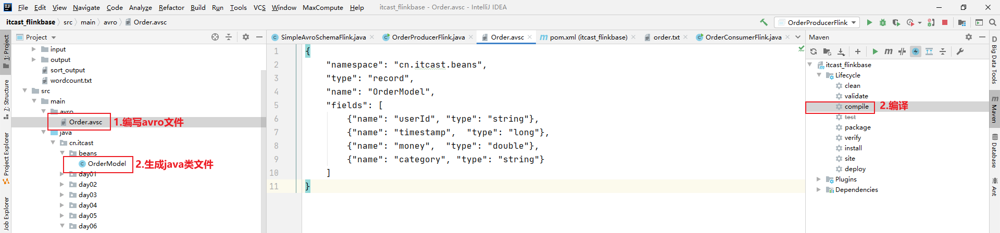 File Edit View Navigate Code Analyze Refactor Build Run Tools VCS Window MaxCompute Help itcast_flinkbase - Order.avsc - IntelliJ IDEA
itcast_flinkbase src main avro Order.avsc OrderProducerFlink
1: Project
7: Structure
Project Explorer
Job Explorer
Project
input
output
sort_output
wordcount.txt
src
main
avro
Order.avsc 1.编写avro文件
java
cn.itcast
beans
OrderModel 2.生成java类文件
day01
day02
day03
day04
day05
day06
SimpleAvroSchemaFlink.java OrderProducerFlink.java Order.avsc pom.xml (itcast_flinkbase) order.txt OrderConsumerFlink.java
1 {
2 "namespace": "cn.itcast.beans",
3 "type": "record",
4 "name": "OrderModel",
5 "fields": [
6 {"name": "userId", "type": "string"},
7 {"name": "timestamp",  "type": "long"},
8 {"name": "money",  "type": "double"},
9 {"name": "category", "type": "string"}
10 ]
11 }
Maven
itcast_flinkbase
Lifecycle
clean
validate
compile 2.编译
test
package
verify
install
site
deploy
Plugins
Dependencies
D Big Data Tools
m Maven
Database
Ant